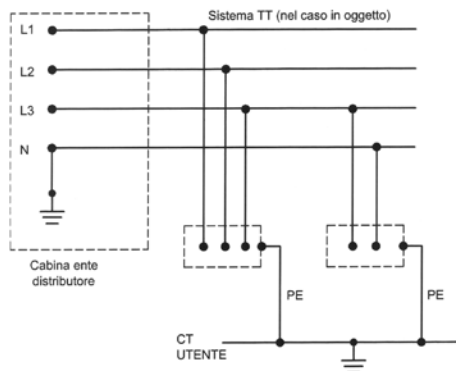 Sistema TT (nel caso in oggetto)
L1
L2
L3
N
Cabina ente
distributore
PE
PE
CT
UTENTE